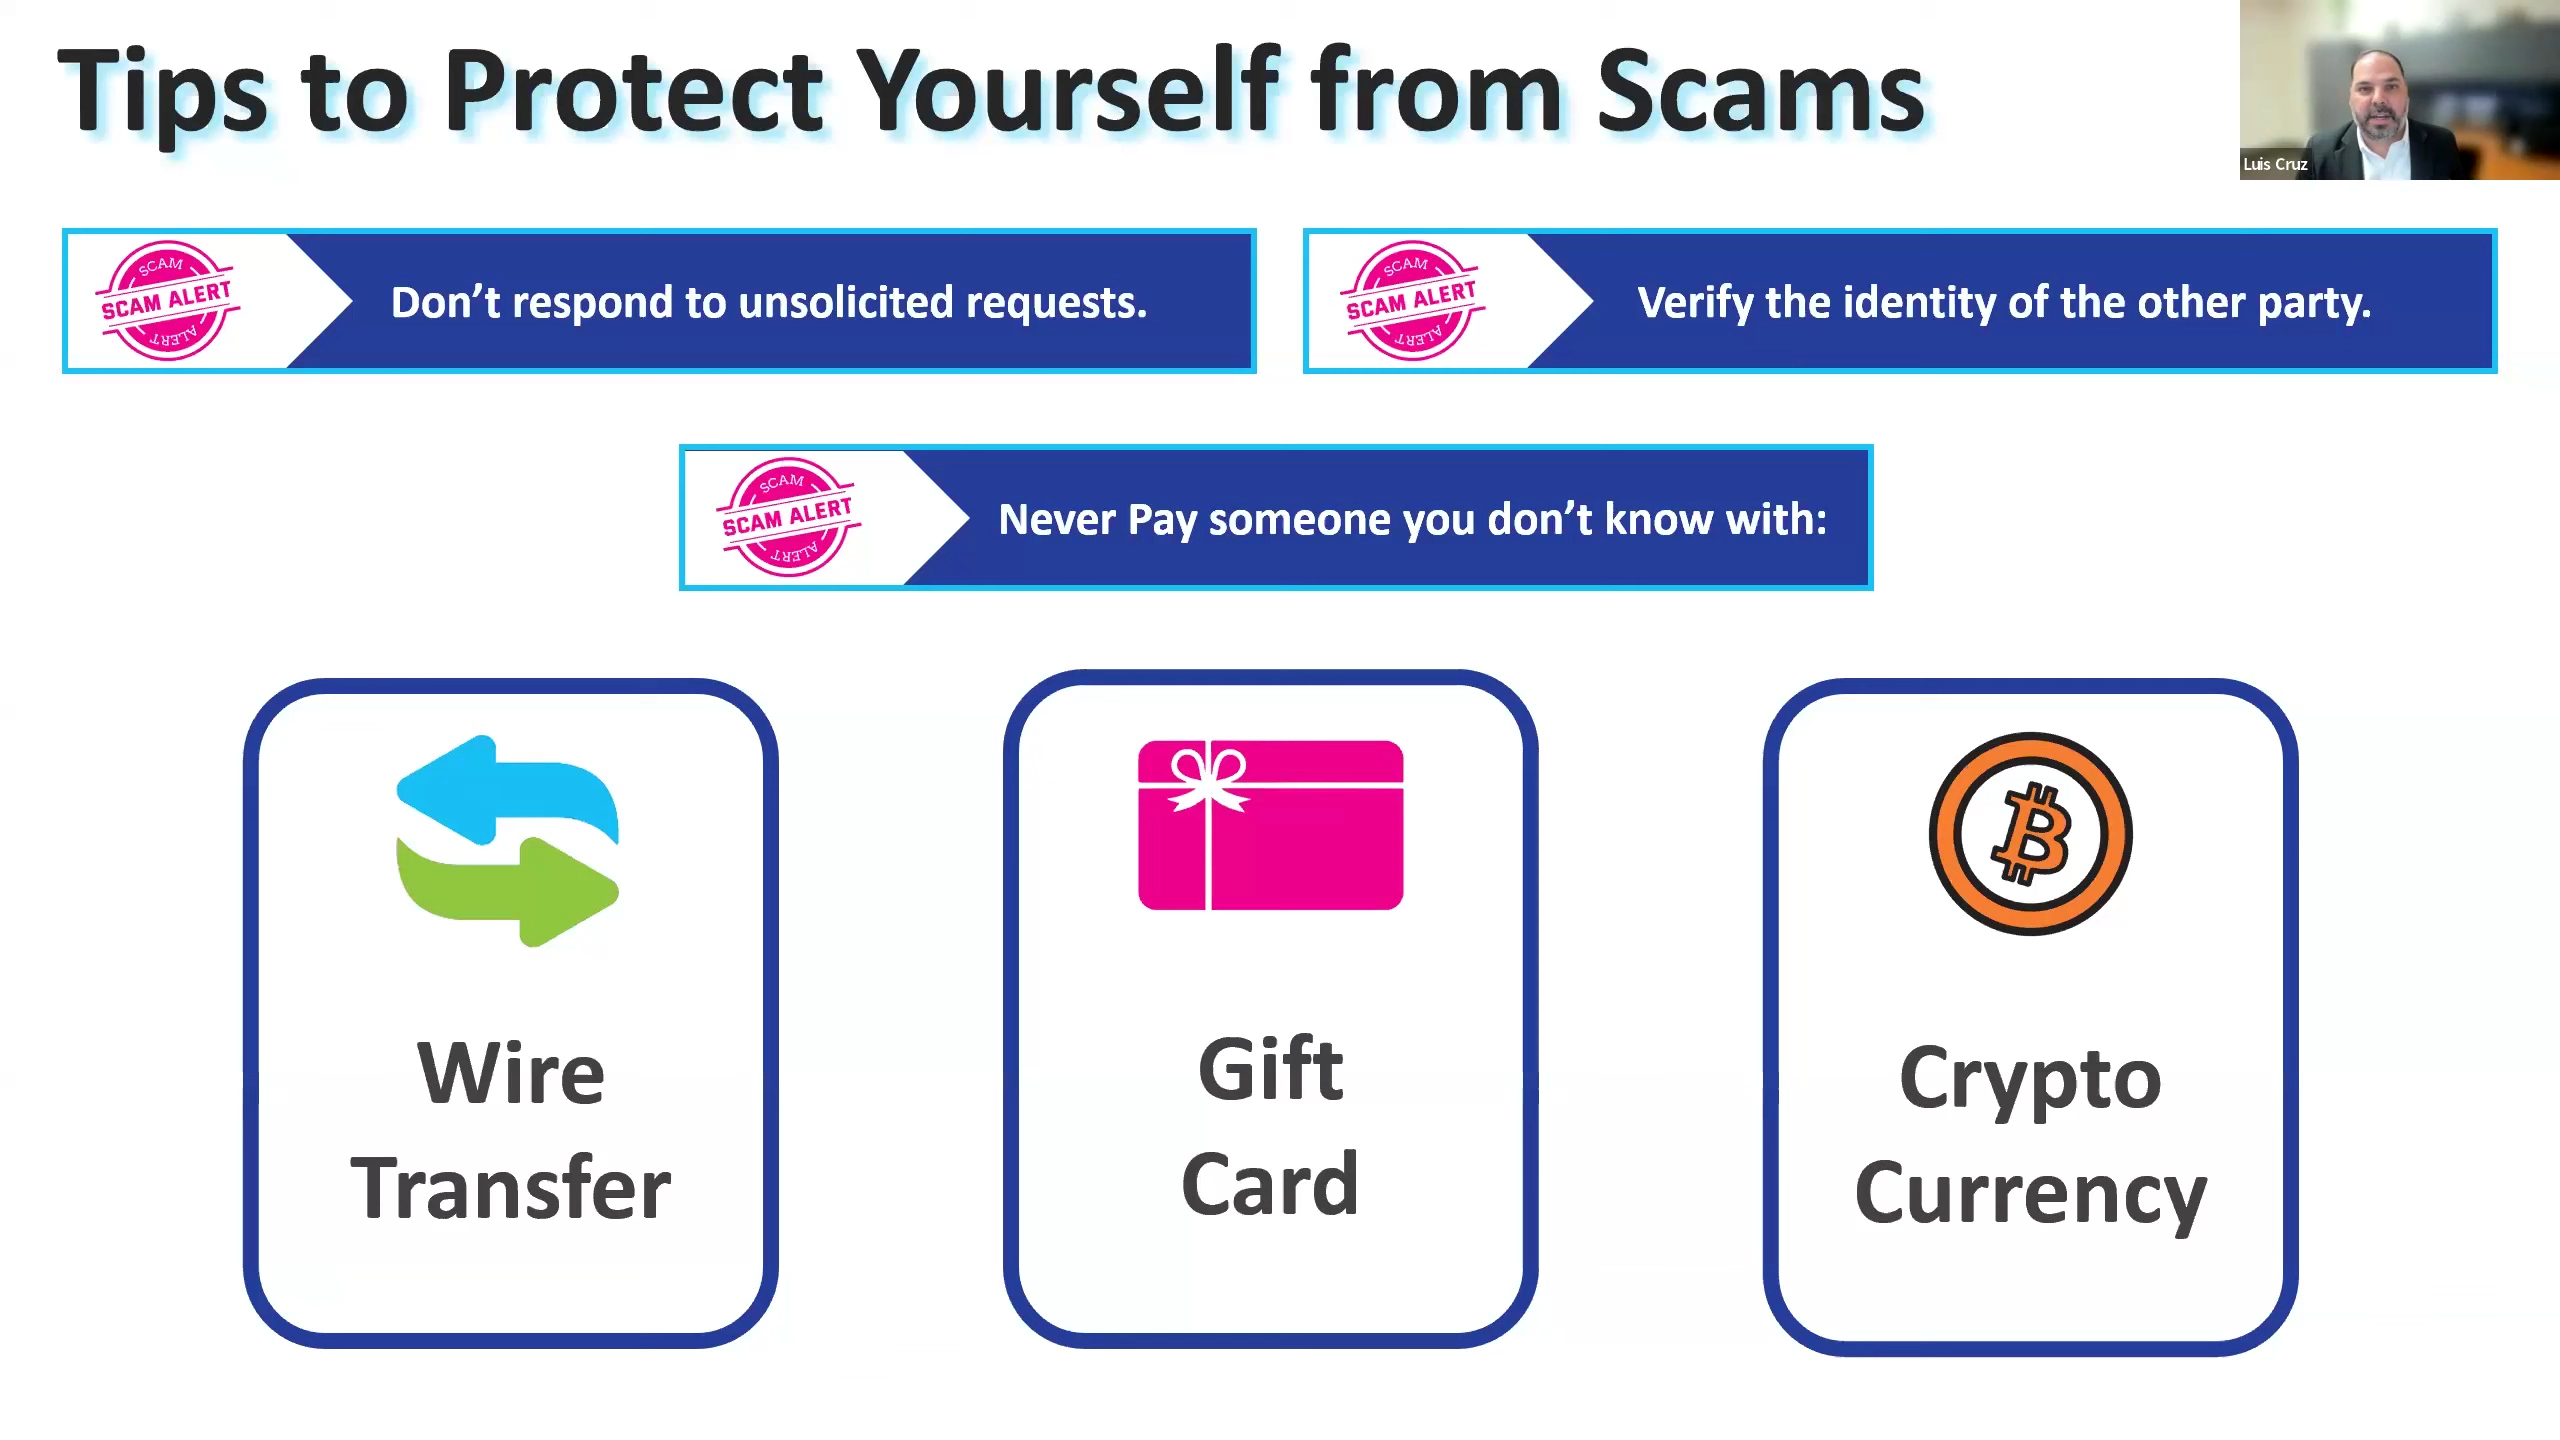 Tips to Protect Yourself from Scams
Luis Cruz
SCAM
SCAM ALERT
ALERT
Don’t respond to unsolicited requests.
SCAM
SCAM ALERT
ALERT
Verify the identity of the other party.
SCAM
SCAM ALERT
ALERT
Never Pay someone you don’t know with:
Wire
Transfer
Gift
Card
Crypto
Currency